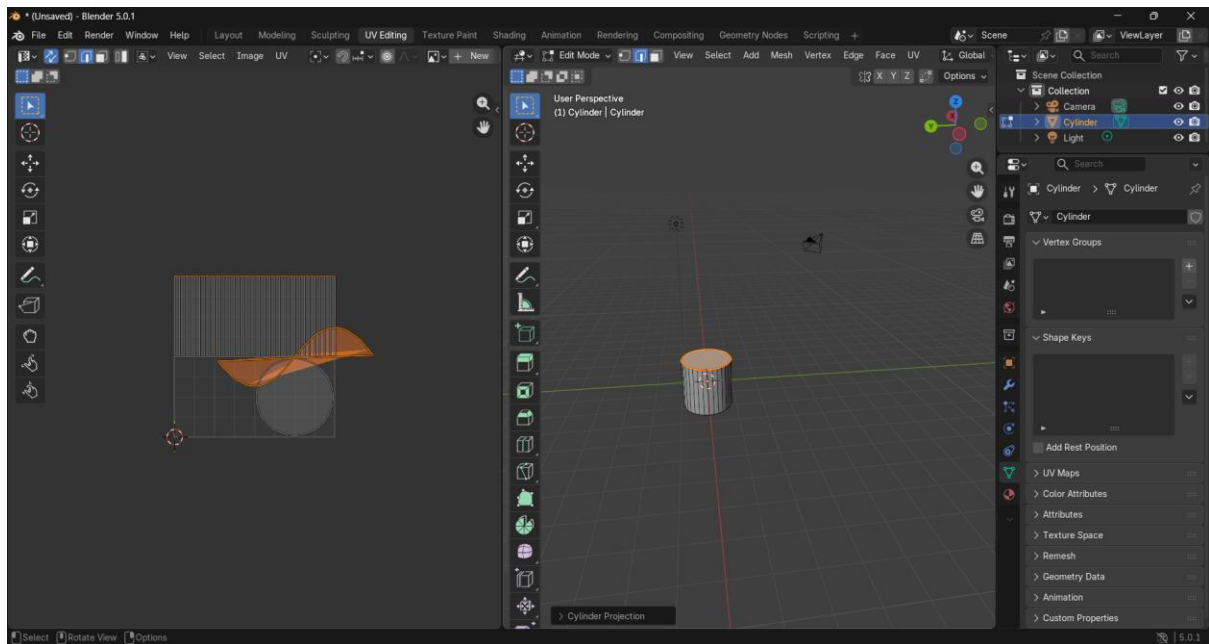 * (Unsaved) - Blender 5.0.1
File Edit Render Window Help Layout Modeling Sculpting UV Editing Texture Paint Shading Animation Rendering Compositing Geometry Nodes Scripting + Scene ViewLayer
View Select Image UV + New Edit Mode View Select Add Mesh Vertex Edge Face UV Global Search
X Y Z Options
User Perspective
(1) Cylinder | Cylinder
Z
Y
Scene Collection
Collection
Camera
Cylinder
Light
Search
Cylinder > Cylinder
Cylinder
Vertex Groups
Shape Keys
Add Rest Position
UV Maps
Color Attributes
Attributes
Texture Space
Remesh
Geometry Data
Animation
Custom Properties
> Cylinder Projection
Select Rotate View Options 5.0.1